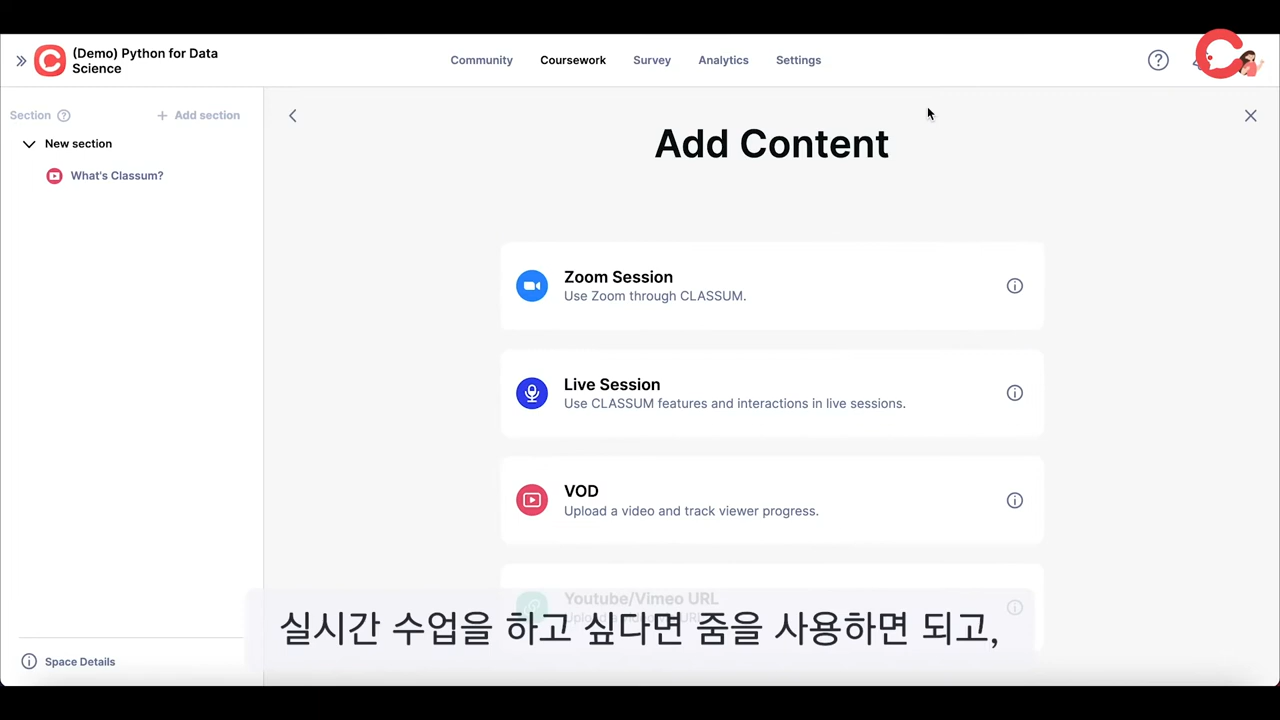 (Demo) Python for Data
Science
Community
Coursework
Survey
Analytics
Settings
Section
Add section
New section
What's Classum?
Add Content
Zoom Session
Use Zoom through CLASSUM.
Live Session
Use CLASSUM features and interactions in live sessions.
VOD
Upload a video and track viewer progress.
Youtube/Vimeo URL
실시간 수업을 하고 싶다면 줌을 사용하면 되고,
Space Details